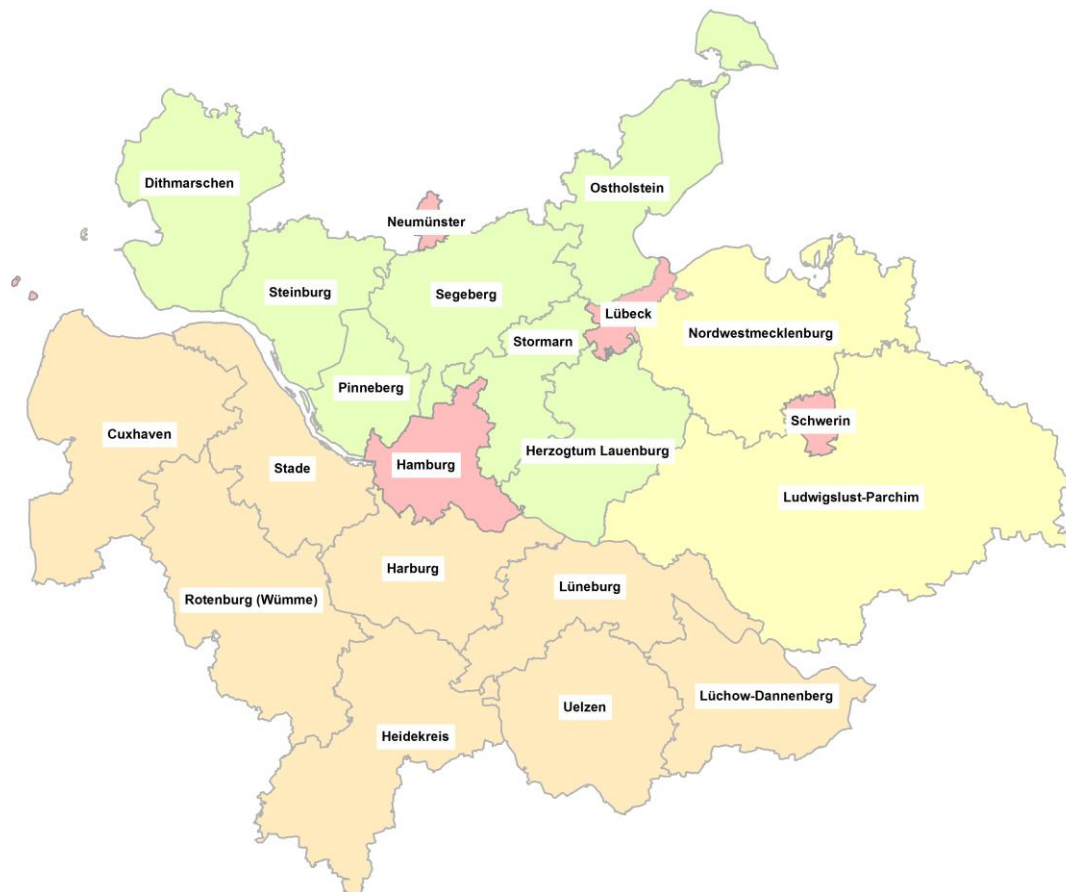 Dithmarschen
Ostholstein
Neumünster
Steinburg
Segeberg
Lübeck
Nordwestmecklenburg
Stormarn
Pinneberg
Schwerin
Cuxhaven
Herzogtum Lauenburg
Hamburg
Stade
Ludwigslust-Parchim
Harburg
Lüneburg
Rotenburg (Wümme)
Lüchow-Dannenberg
Uelzen
Heidekreis